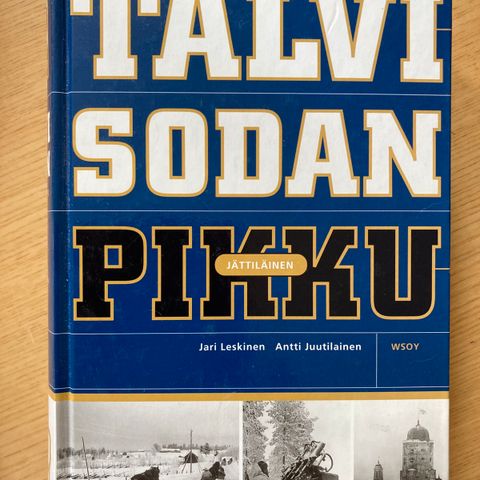 TALVI
SODAN
PIKKU
JÄTTILÄINEN
Jari Leskinen Antti Juutilainen WSOY